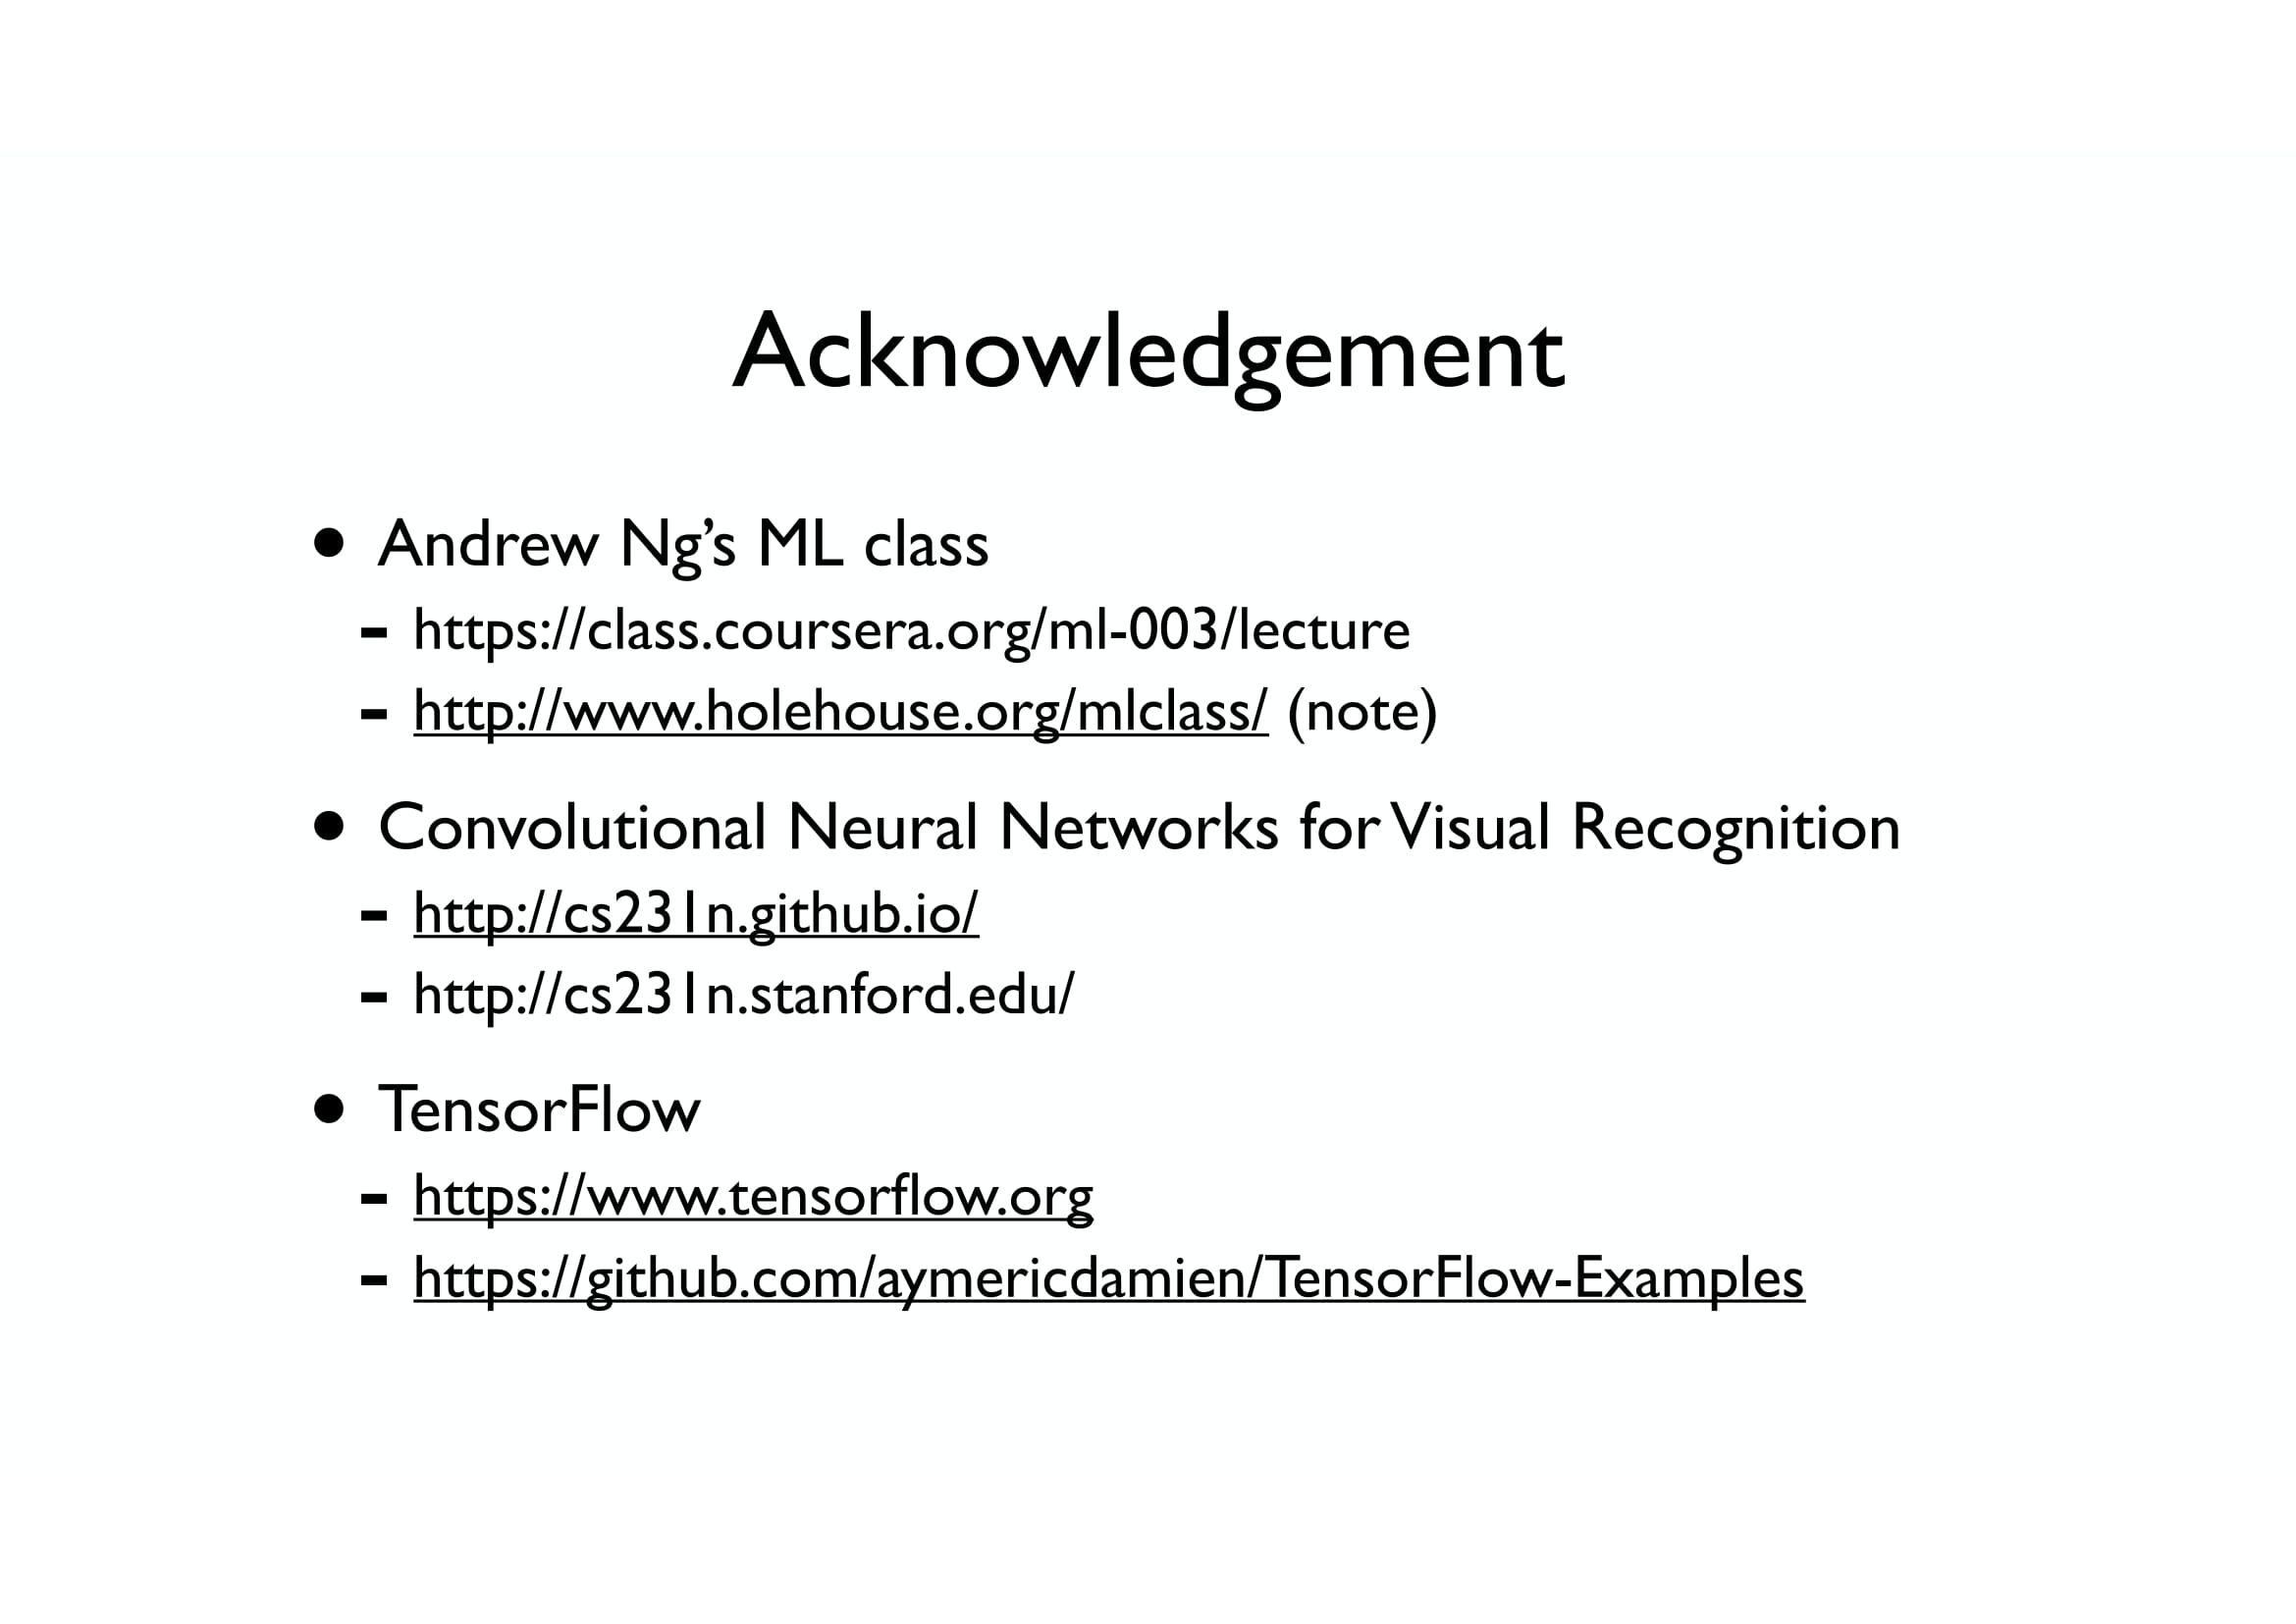 Acknowledgement
• Andrew Ng’s ML class
- https://class.coursera.org/ml-003/lecture
- http://www.holehouse.org/mlclass/ (note)
• Convolutional Neural Networks for Visual Recognition
- http://cs231n.github.io/
- http://cs231n.stanford.edu/
• TensorFlow
- https://www.tensorflow.org
- https://github.com/aymericdamien/TensorFlow-Examples